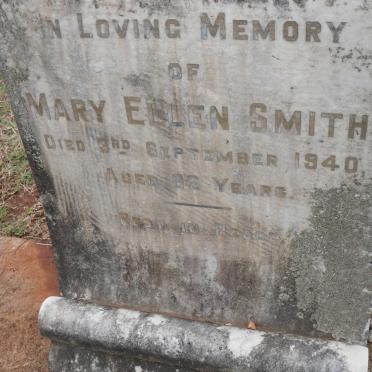 In Loving Memory
of
Mary Ellen Smith
Died 3rd September 1940
Aged Years.